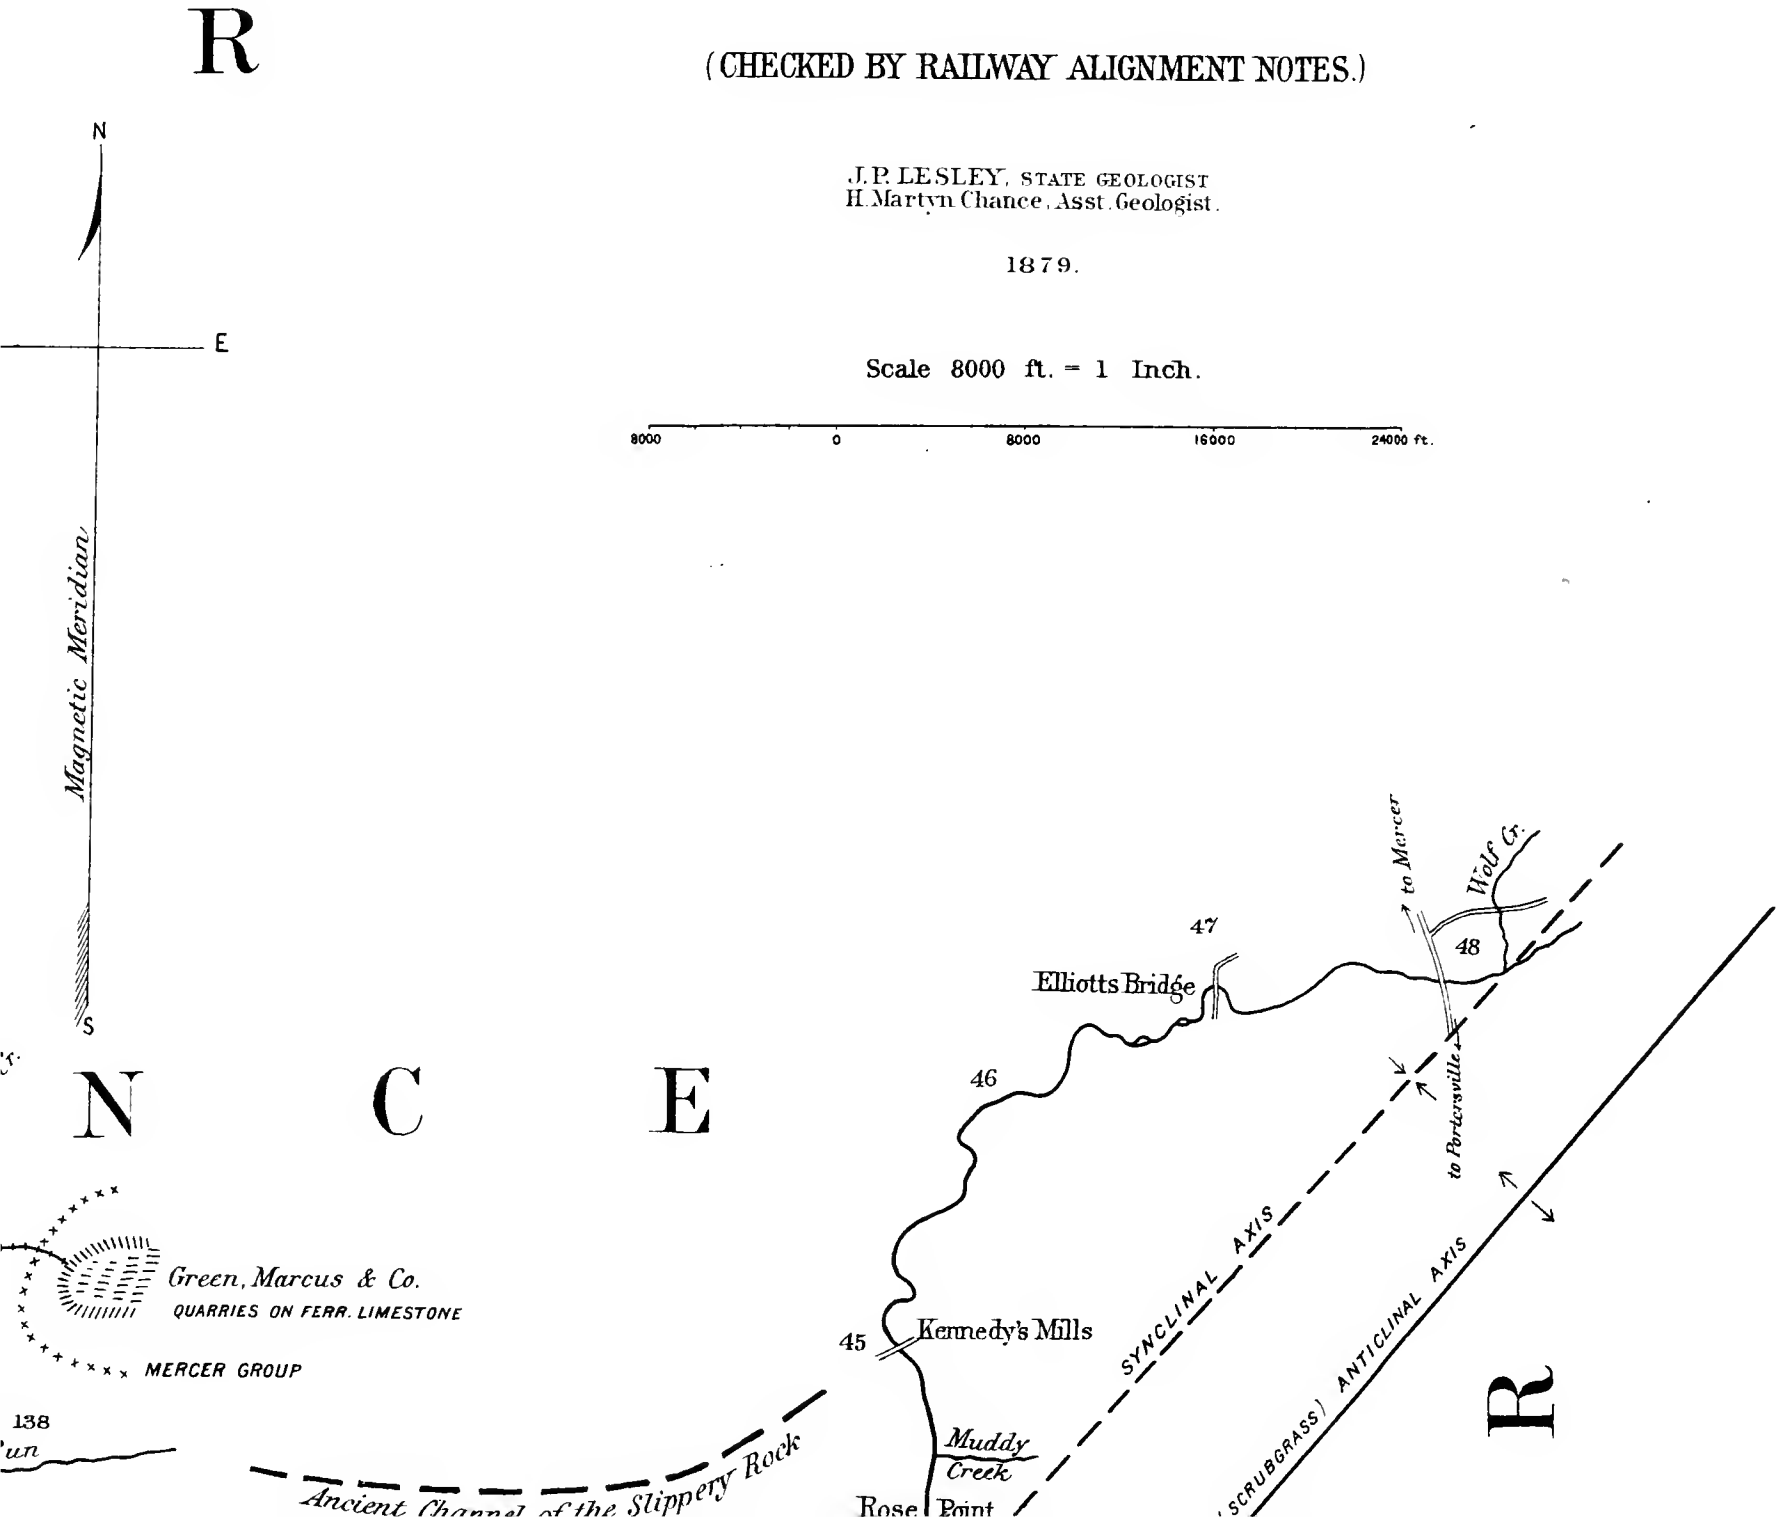 R
(CHECKED BY RAILWAY ALIGNMENT NOTES.)
N
J. P. LESLEY, STATE GEOLOGIST
H. Martyn Chance, Asst. Geologist.
1879.
E
Scale 8000 ft. = 1 Inch.
8000 0 8000 16000 24000 ft.
Magnetic Meridian
S
to Mercer
Wolf Cr.
47
48
Elliotts Bridge
Cr.
N C E
46
to Portersville
SYNCLINAL AXIS
(SCRUBGRASS) ANTICLINAL AXIS
Green, Marcus & Co.
QUARRIES ON FERR. LIMESTONE
45
Kennedy's Mills
MERCER GROUP
R
138
un
Muddy
Creek
Ancient Channel of the Slippery Rock
Rose Point